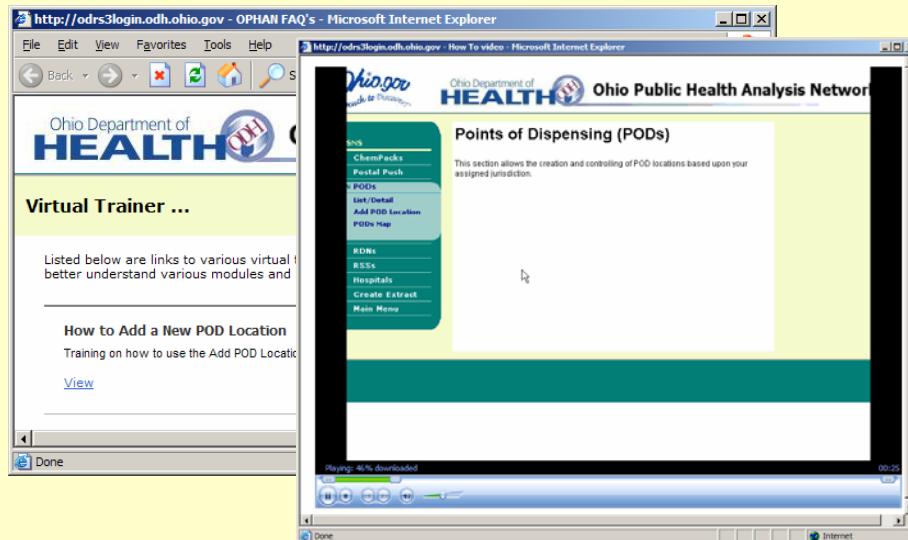 http://odrs3login.odh.ohio.gov - OPHAN FAQ's - Microsoft Internet Explorer
File Edit View Favorites Tools Help
Back
Ohio Department of
HEALTH
ODH
Virtual Trainer ...
Listed below are links to various virtual
better understand various modules and
How to Add a New POD Location
Training on how to use the Add POD Locatio
View
Done
http://odrs3login.odh.ohio.gov - How To video - Microsoft Internet Explorer
Ohio.gov
Ohio Department of
HEALTH
Ohio Public Health Analysis Networ
SNS
ChemPacks
Postal Push
PODs
List/Detail
Add POD Location
PODs Map
RDNs
RSSs
Hospitals
Create Extract
Main Menu
Points of Dispensing (PODs)
This section allows the creation and controlling of POD locations based upon your
assigned jurisdiction.
Playing: 46% downloaded
00:25
Done
Internet